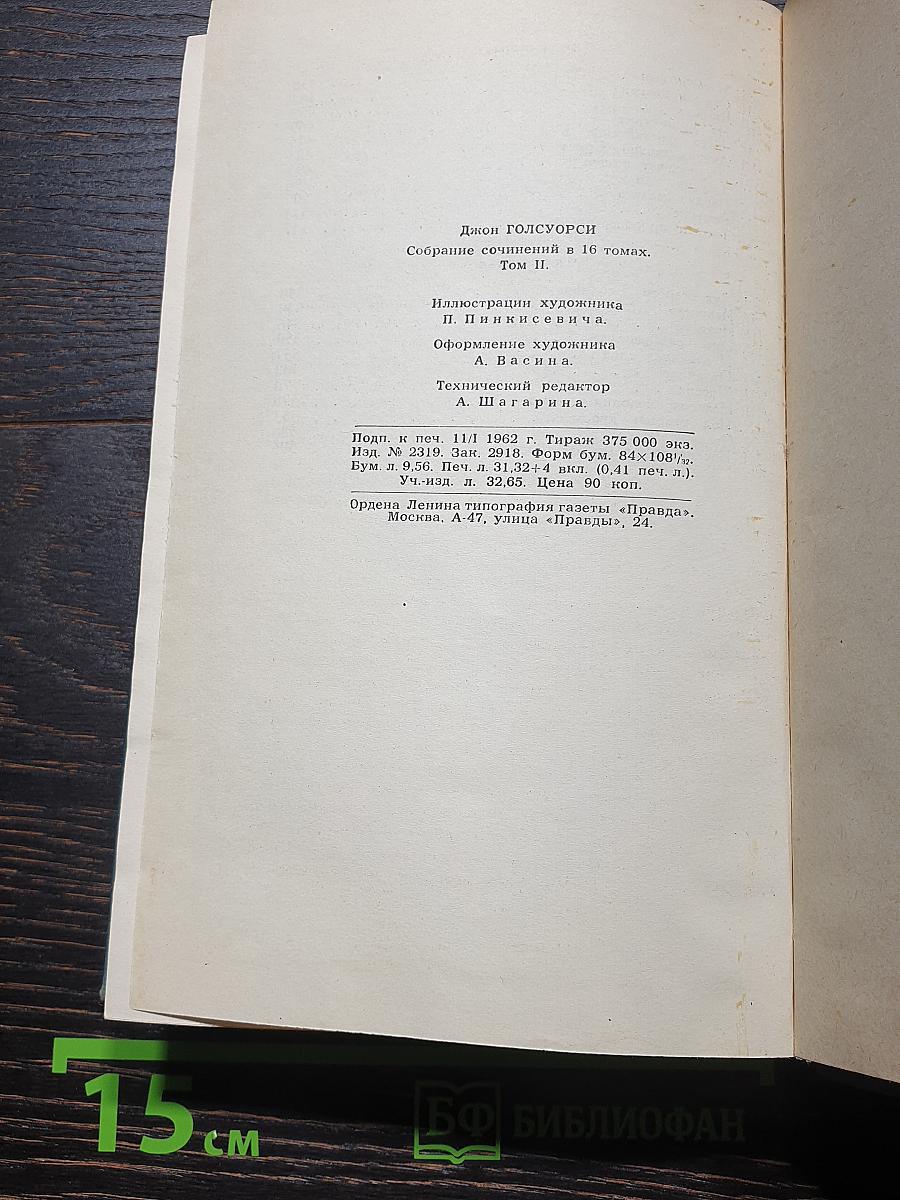 Джон ГОЛСУОРСИ
Собрание сочинений в 16 томах.
Том II.
Иллюстрации художника
П. Пинкисевича.
Оформление художника
А. Васина.
Технический редактор
А. Шагарина.
Подп. к печ. 11/I 1962 г. Тираж 375 000 экз.
Изд. № 2319. Зак. 2918. Форм бум. 84×108¹/₃₂.
Бум. л. 9,56. Печ. л. 31,32+4 вкл. (0,41 печ. л.).
Уч.-изд. л. 32,65. Цена 90 коп.
Ордена Ленина типография газеты «Правда».
Москва, А-47, улица «Правды», 24.
15 см
БФ БИБЛИОФАН